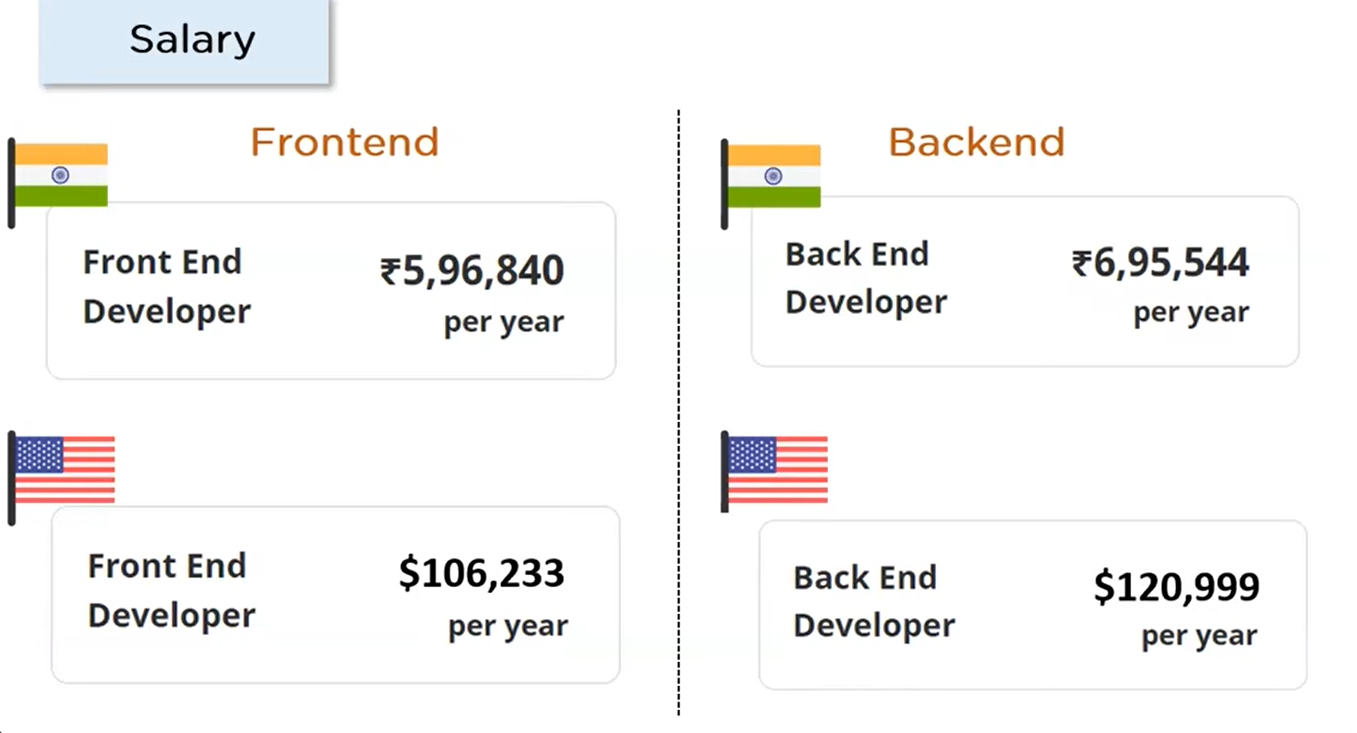 Salary
Frontend
Front End
Developer
₹5,96,840
per year
Front End
Developer
$106,233
per year
Backend
Back End
Developer
₹6,95,544
per year
Back End
Developer
$120,999
per year